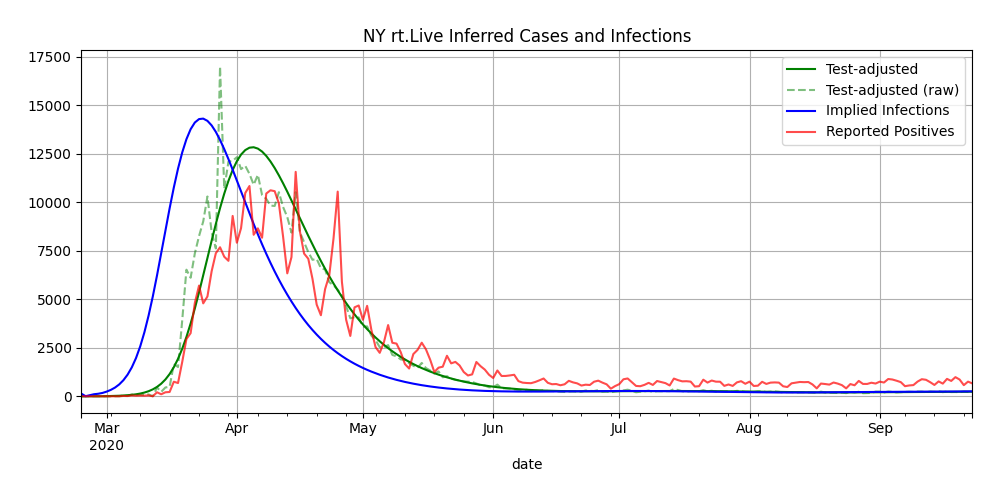 NY rt.Live Inferred Cases and Infections
17500
15000
12500
10000
7500
5000
2500
0
Test-adjusted
Test-adjusted (raw)
Implied Infections
Reported Positives
Mar Apr May Jun Jul Aug Sep
2020
date